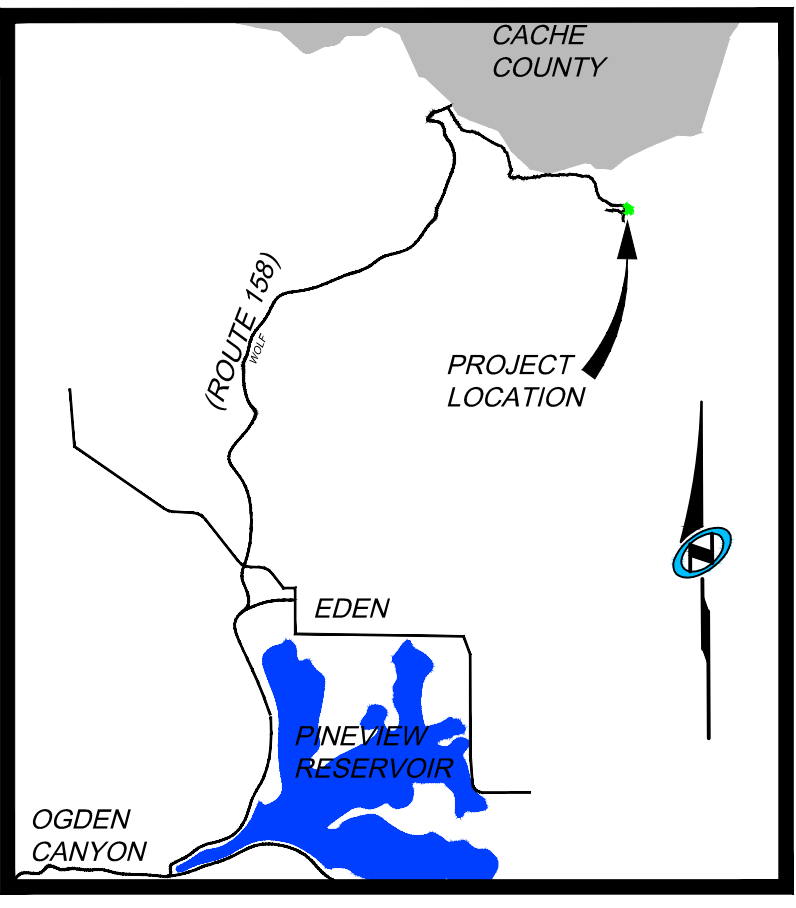 CACHE
COUNTY
(ROUTE 158)
WOLF
PROJECT
LOCATION
N
EDEN
PINEVIEW
RESERVOIR
OGDEN
CANYON